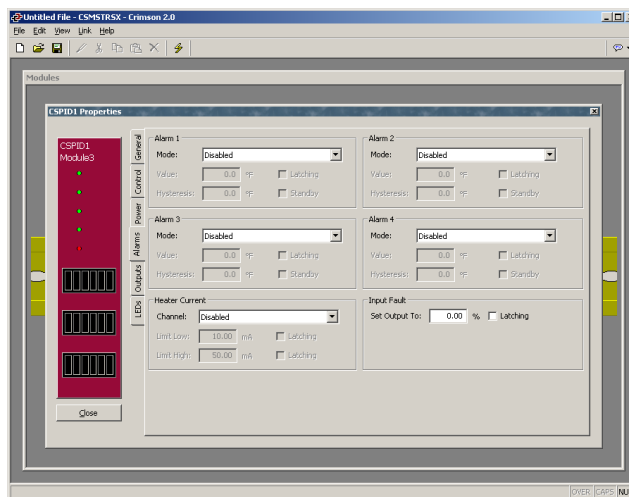 Untitled File - CSMSTRSX - Crimson 2.0
File Edit View Link Help
Modules
CSPID1 Properties
CSPID1
Module3
General
Control
Power
Alarms
Outputs
LEDs
Alarm 1
Mode: Disabled
Value: 0.0 °F Latching
Hysteresis: 0.0 °F Standby
Alarm 2
Mode: Disabled
Value: 0.0 °F Latching
Hysteresis: 0.0 °F Standby
Alarm 3
Mode: Disabled
Value: 0.0 °F Latching
Hysteresis: 0.0 °F Standby
Alarm 4
Mode: Disabled
Value: 0.0 °F Latching
Hysteresis: 0.0 °F Standby
Heater Current
Channel: Disabled
Limit Low: 10.00 mA Latching
Limit High: 50.00 mA Latching
Input Fault
Set Output To: 0.00 % Latching
Close
OVER CAPS NU